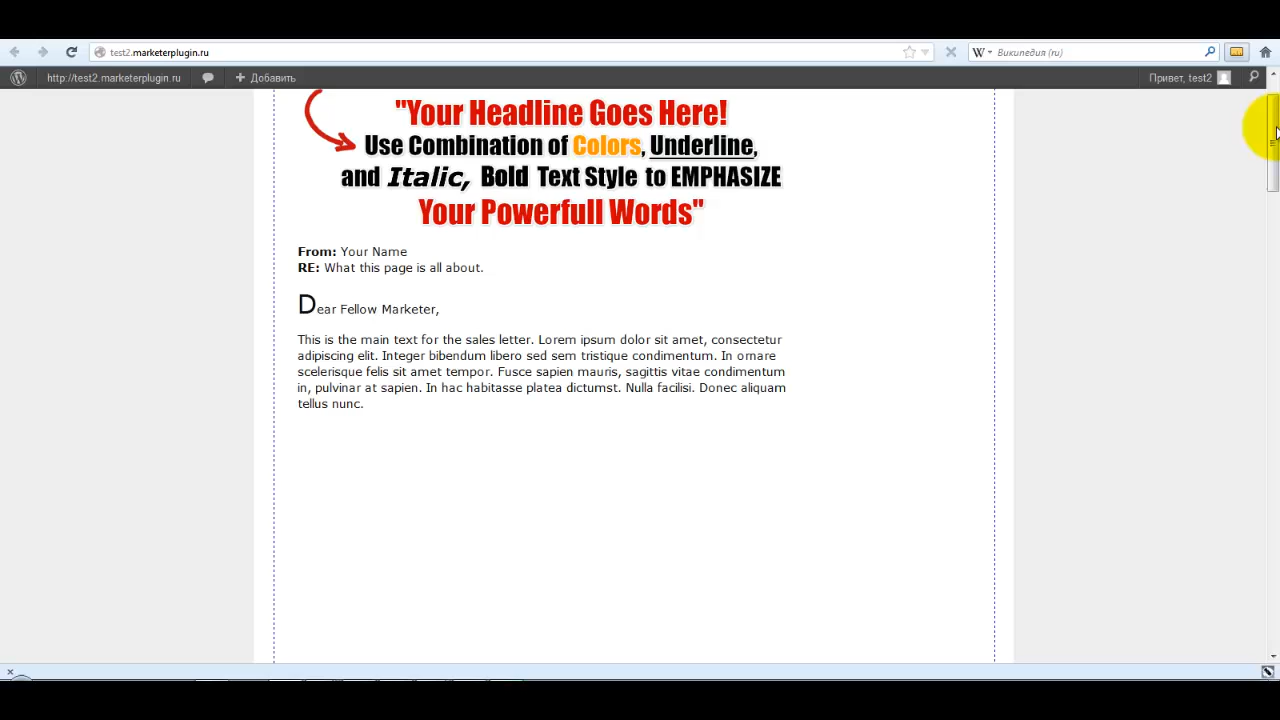 test2.marketerplugin.ru
Википедия (ru)
http://test2.marketerplugin.ru
Добавить
Привет, test2
"Your Headline Goes Here!
Use Combination of Colors, Underline,
and Italic, Bold Text Style to EMPHASIZE
Your Powerfull Words"
From: Your Name
RE: What this page is all about.
Dear Fellow Marketer,
This is the main text for the sales letter. Lorem ipsum dolor sit amet, consectetur
adipiscing elit. Integer bibendum libero sed sem tristique condimentum. In ornare
scelerisque felis sit amet tempor. Fusce sapien mauris, sagittis vitae condimentum
in, pulvinar at sapien. In hac habitasse platea dictumst. Nulla facilisi. Donec aliquam
tellus nunc.